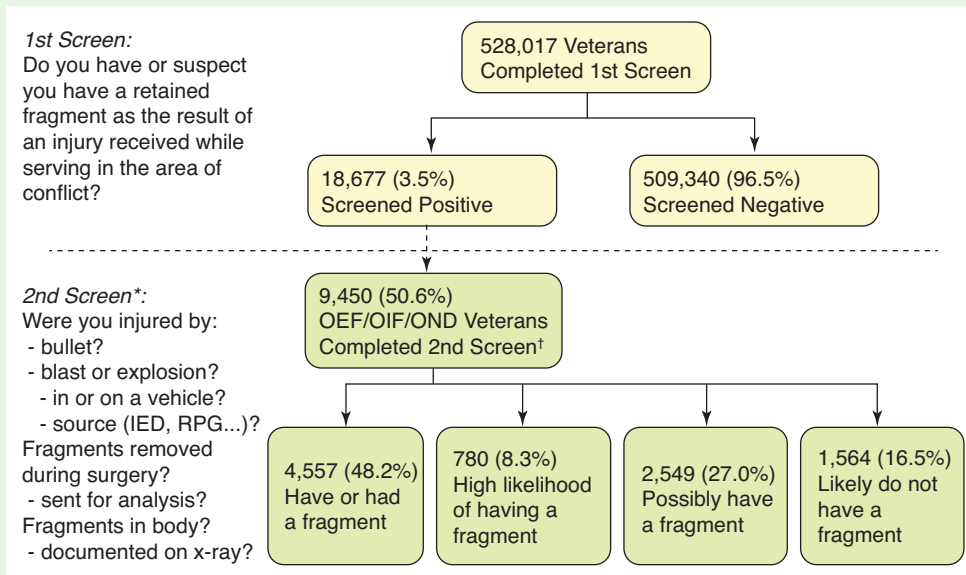 1st Screen:
Do you have or suspect
you have a retained
fragment as the result of
an injury received while
serving in the area of
conflict?
528,017 Veterans
Completed 1st Screen
18,677 (3.5%)
Screened Positive
509,340 (96.5%)
Screened Negative
2nd Screen*:
Were you injured by:
- bullet?
- blast or explosion?
- in or on a vehicle?
- source (IED, RPG...)?
Fragments removed
during surgery?
- sent for analysis?
Fragments in body?
- documented on x-ray?
9,450 (50.6%)
OEF/OIF/OND Veterans
Completed 2nd Screen†
4,557 (48.2%)
Have or had
a fragment
780 (8.3%)
High likelihood
of having a
fragment
2,549 (27.0%)
Possibly have
a fragment
1,564 (16.5%)
Likely do not
have a
fragment